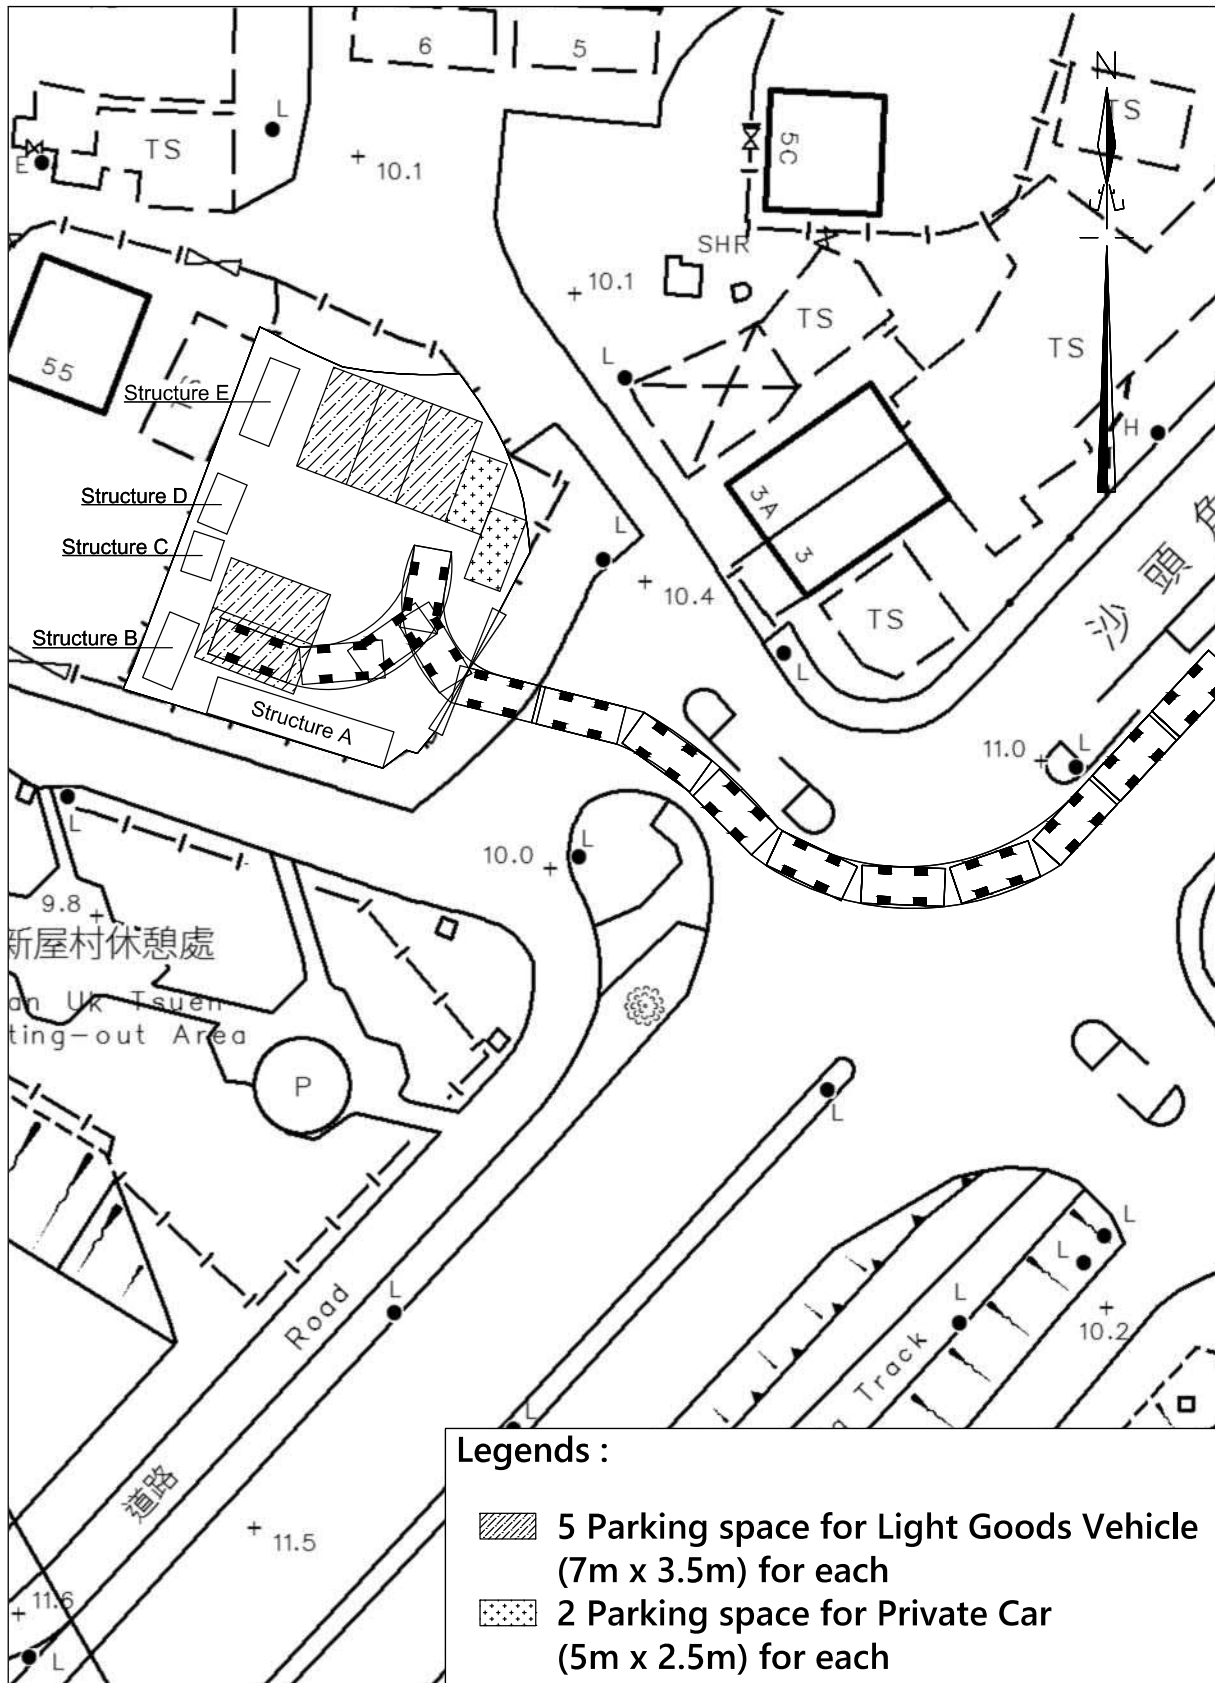 6
5
L
TS
E
10.1
5C
N
TS
SHR
10.1
TS
TS
L
55
Structure E
H
3A
3
Structure D
Structure C
L
10.4
TS
沙頭角
Structure B
L
Structure A
11.0
L
L
10.0
L
9.8
新屋村休憩處
an Uk Tsuen
ting-out Area
P
L
L
L
L
Road
L
10.2
Track
L
道路
11.5
11.6
L
Legends :
5 Parking space for Light Goods Vehicle
(7m x 3.5m) for each
2 Parking space for Private Car
(5m x 2.5m) for each